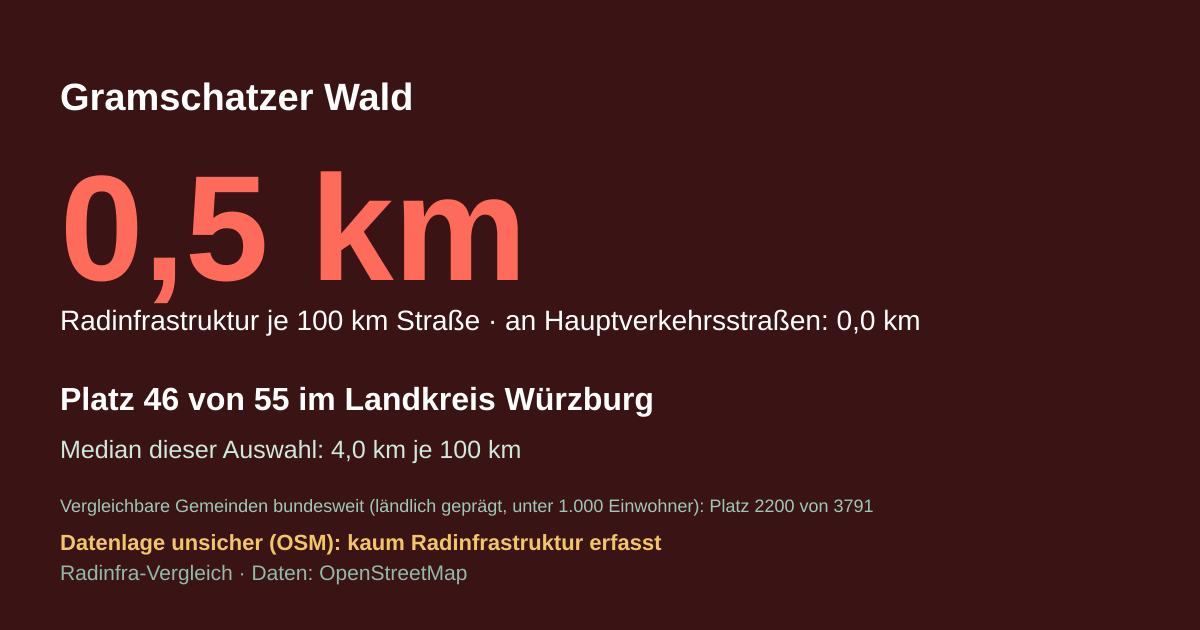 Gramschatzer Wald
0,5 km
Radinfrastruktur je 100 km Straße · an Hauptverkehrsstraßen: 0,0 km
Platz 46 von 55 im Landkreis Würzburg
Median dieser Auswahl: 4,0 km je 100 km
Vergleichbare Gemeinden bundesweit (ländlich geprägt, unter 1.000 Einwohner): Platz 2200 von 3791
Datenlage unsicher (OSM): kaum Radinfrastruktur erfasst
Radinfra-Vergleich · Daten: OpenStreetMap